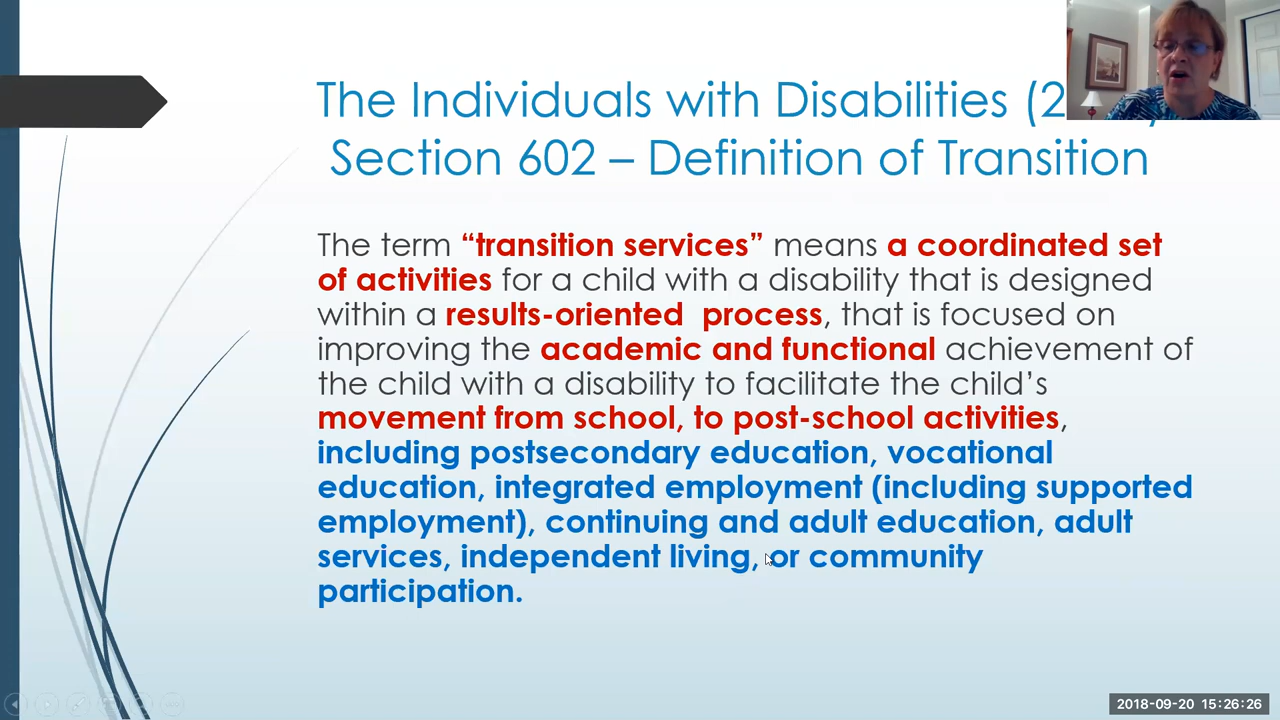 The Individuals with Disabilities (2
Section 602 – Definition of Transition
The term “transition services” means a coordinated set
of activities for a child with a disability that is designed
within a results-oriented process, that is focused on
improving the academic and functional achievement of
the child with a disability to facilitate the child’s
movement from school, to post-school activities,
including postsecondary education, vocational
education, integrated employment (including supported
employment), continuing and adult education, adult
services, independent living, or community
participation.
2018-09-20 15:26:26